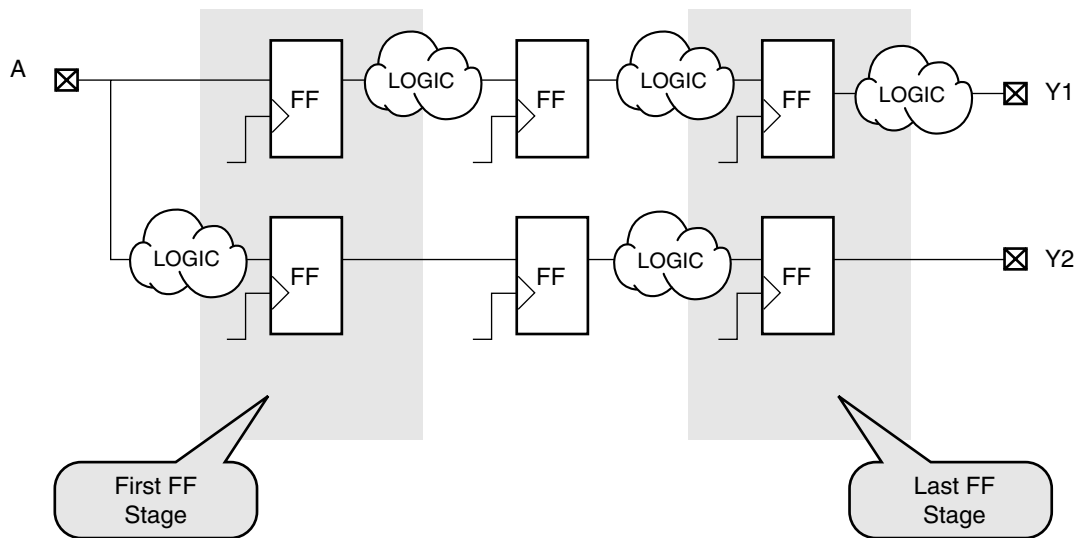 A
FF
LOGIC
FF
LOGIC
FF
LOGIC
Y1
LOGIC
FF
FF
LOGIC
FF
Y2
First FF
Stage
Last FF
Stage